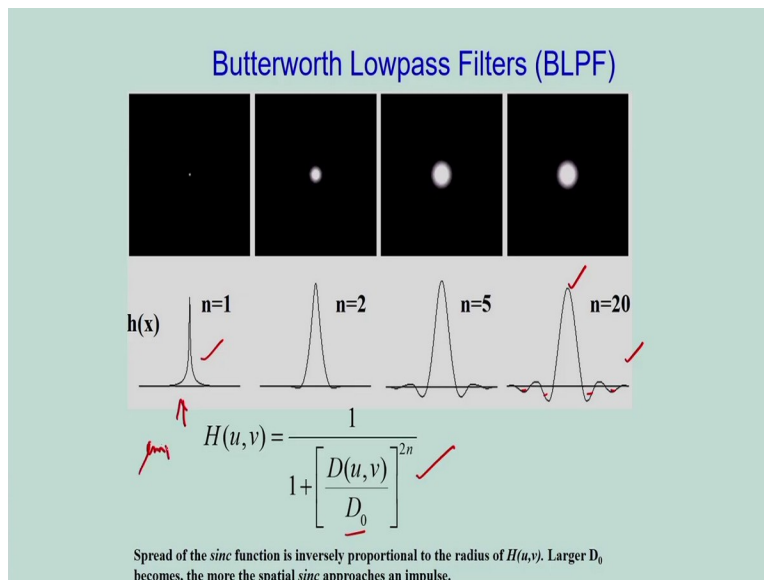 Butterworth Lowpass Filters (BLPF)
n=1 n=2 n=5 n=20
h(x)
H(u,v) = 1 / (1 + [D(u,v) / D₀]²ⁿ)
Spread of the sinc function is inversely proportional to the radius of H(u,v). Larger D₀
becomes, the more the spatial sinc approaches an impulse.